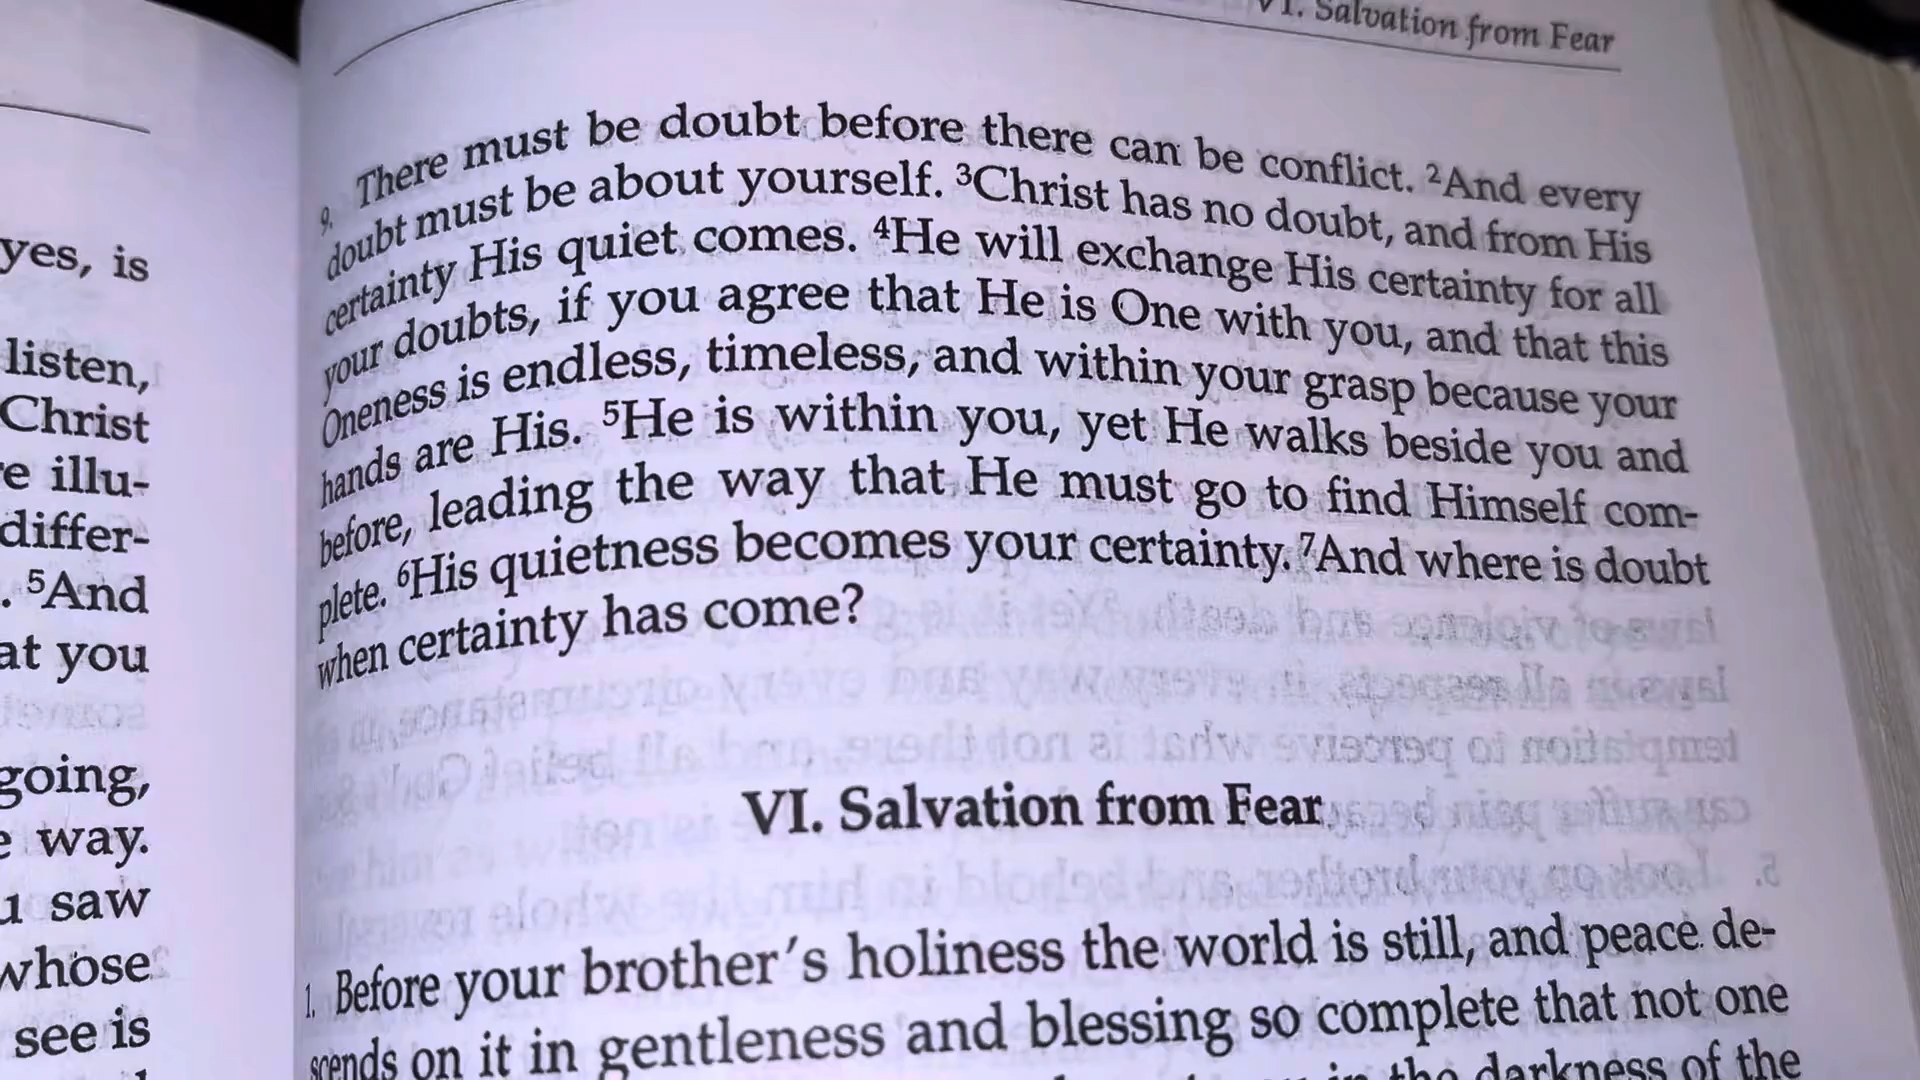 yes, is
listen,
Christ
e illu-
differ-
. ⁵And
at you
going,
e way.
u saw
whose
see is
VI. Salvation from Fear
9. There must be doubt before there can be conflict. ²And every
doubt must be about yourself. ³Christ has no doubt, and from His
certainty His quiet comes. ⁴He will exchange His certainty for all
your doubts, if you agree that He is One with you, and that this
Oneness is endless, timeless, and within your grasp because your
hands are His. ⁵He is within you, yet He walks beside you and
before, leading the way that He must go to find Himself com-
plete. ⁶His quietness becomes your certainty. ⁷And where is doubt
when certainty has come?
VI. Salvation from Fear
1. Before your brother's holiness the world is still, and peace de-
scends on it in gentleness and blessing so complete that not one
in the darkness of the